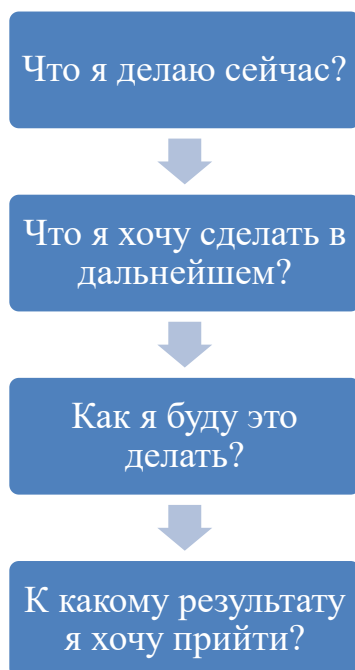 Что я делаю сейчас?
Что я хочу сделать в
дальнейшем?
Как я буду это
делать?
К какому результату
я хочу прийти?